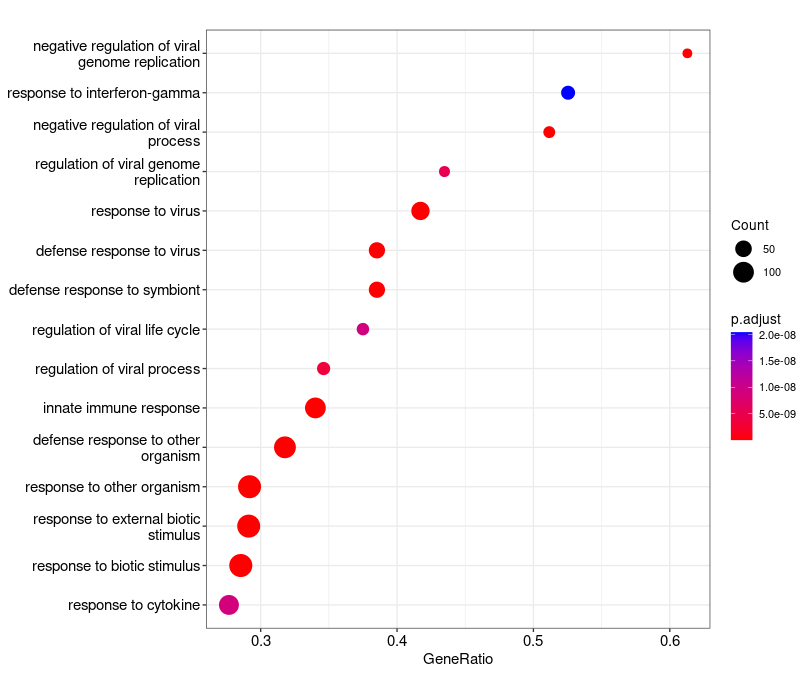 negative regulation of viral
genome replication
response to interferon-gamma
negative regulation of viral
process
regulation of viral genome
replication
response to virus
defense response to virus
defense response to symbiont
regulation of viral life cycle
regulation of viral process
innate immune response
defense response to other
organism
response to other organism
response to external biotic
stimulus
response to biotic stimulus
response to cytokine
0.3 0.4 0.5 0.6
GeneRatio
Count
50
100
p.adjust
2.0e-08
1.5e-08
1.0e-08
5.0e-09